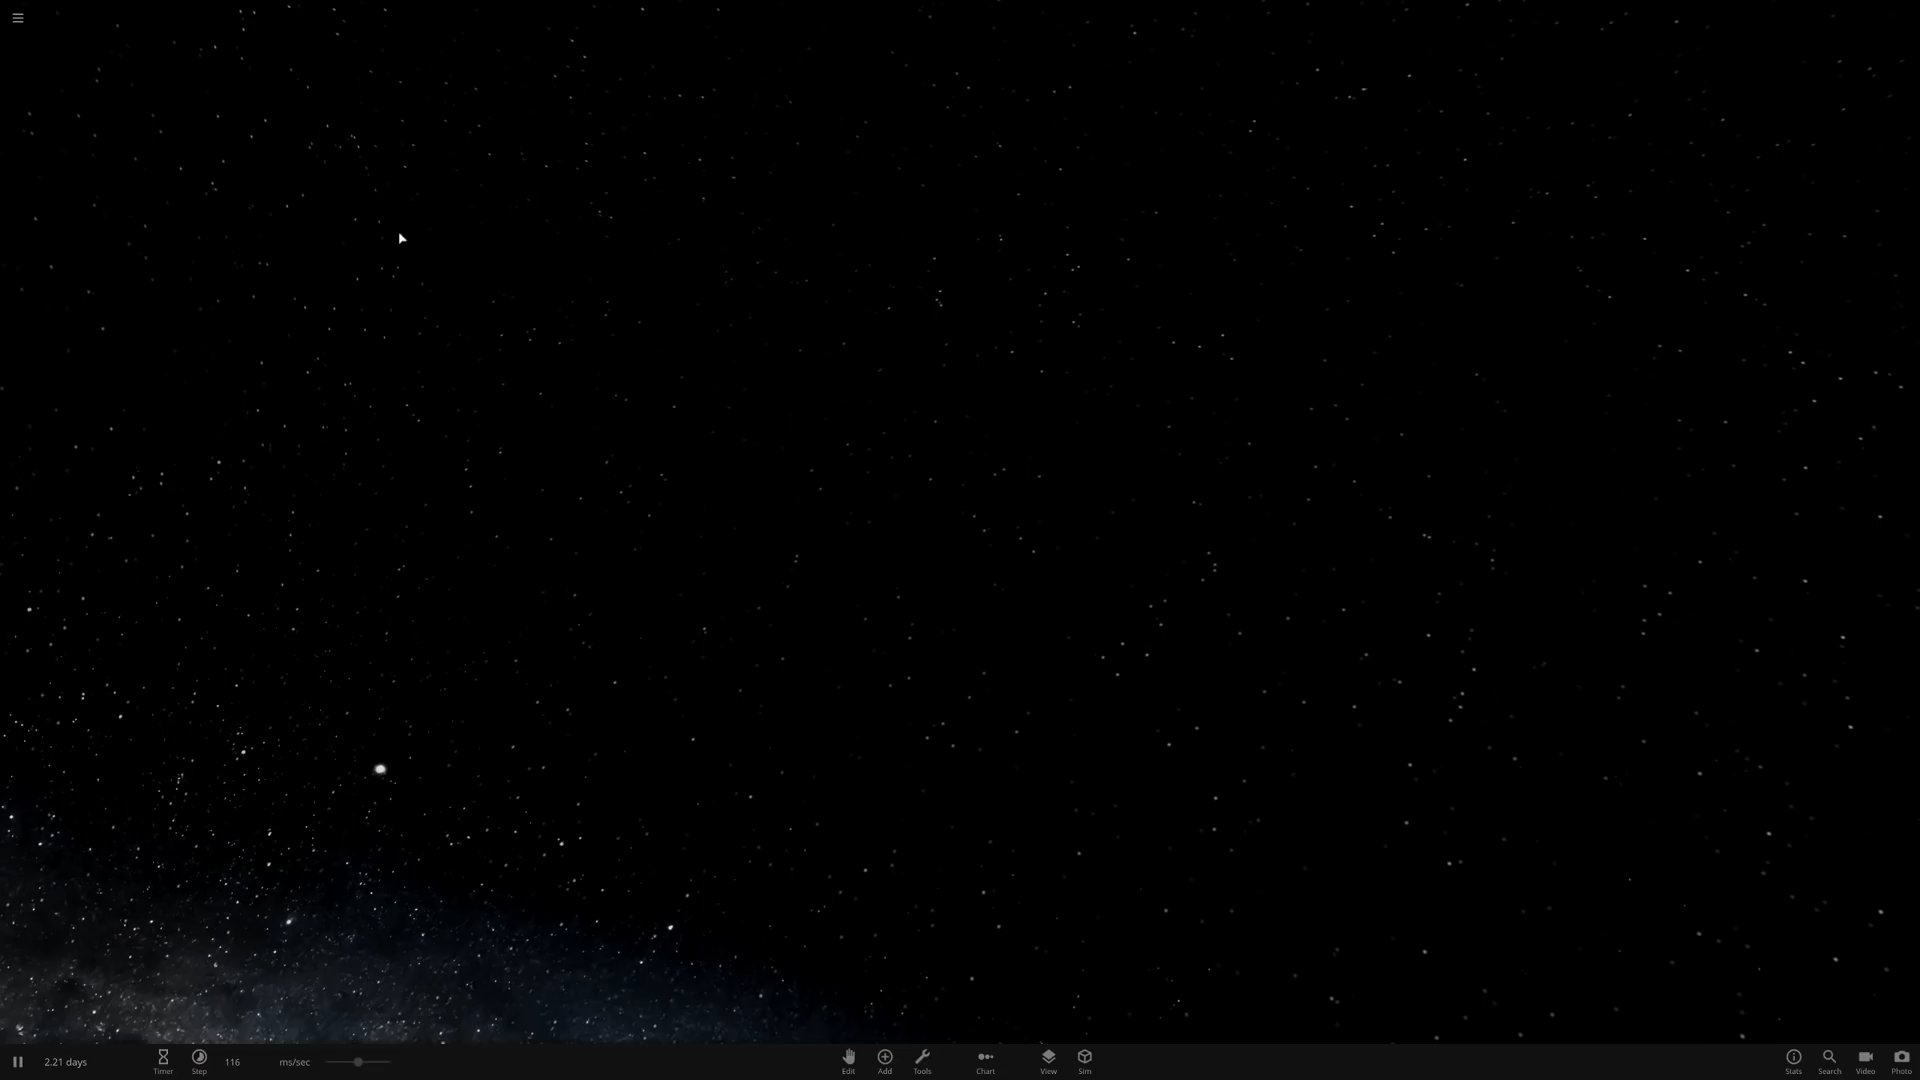 2.21 days
Timer
Step
116
ms/sec
Edit
Add
Tools
Chart
View
Sim
Stats
Search
Video
Photo